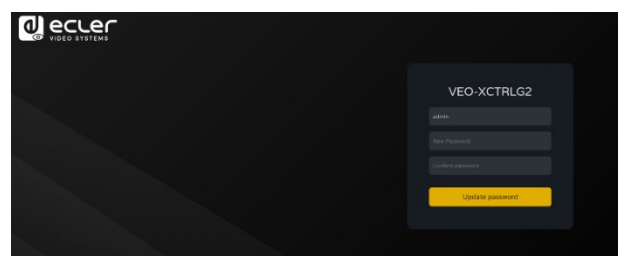 ecler
VIDEO SYSTEMS
VEO-XCTRLG2
admin
New Password
Confirm password
Update password